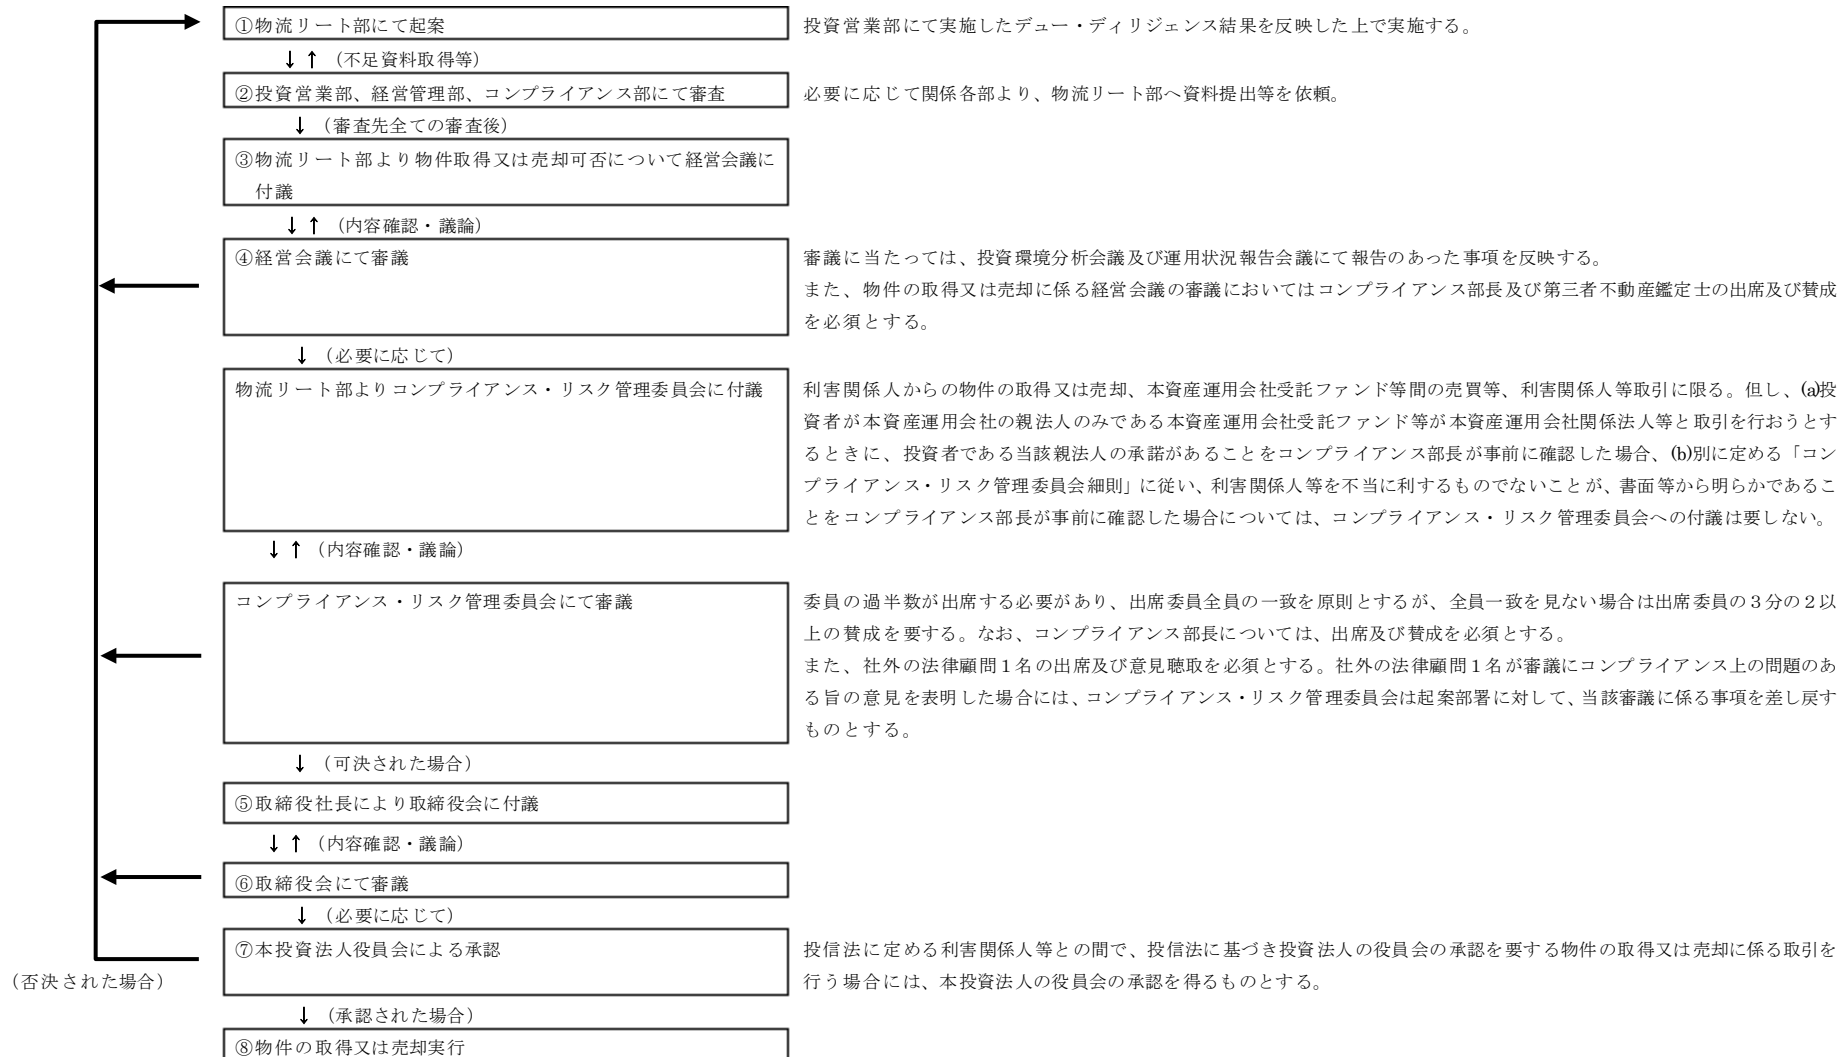 ①物流リート部にて起案
投資営業部にて実施したデュー・ディリジェンス結果を反映した上で実施する。
↓↑（不足資料取得等）
②投資営業部、経営管理部、コンプライアンス部にて審査
必要に応じて関係各部より、物流リート部へ資料提出等を依頼。
↓（審査先全ての審査後）
③物流リート部より物件取得又は売却可否について経営会議に
付議
↓↑（内容確認・議論）
④経営会議にて審議
審議に当たっては、投資環境分析会議及び運用状況報告会議にて報告のあった事項を反映する。
また、物件の取得又は売却に係る経営会議の審議においてはコンプライアンス部長及び第三者不動産鑑定士の出席及び賛成
を必須とする。
↓（必要に応じて）
物流リート部よりコンプライアンス・リスク管理委員会に付議
利害関係人からの物件の取得又は売却、本資産運用会社受託ファンド等間の売買等、利害関係人等取引に限る。但し、(a)投
資者が本資産運用会社の親法人のみである本資産運用会社受託ファンド等が本資産運用会社関係法人等と取引を行おうとす
るときに、投資者である当該親法人の承諾があることをコンプライアンス部長が事前に確認した場合、(b)別に定める「コン
プライアンス・リスク管理委員会細則」に従い、利害関係人等を不当に利するものでないことが、書面等から明らかであるこ
とをコンプライアンス部長が事前に確認した場合については、コンプライアンス・リスク管理委員会への付議は要しない。
↓↑（内容確認・議論）
コンプライアンス・リスク管理委員会にて審議
委員の過半数が出席する必要があり、出席委員全員の一致を原則とするが、全員一致を見ない場合は出席委員の３分の２以
上の賛成を要する。なお、コンプライアンス部長については、出席及び賛成を必須とする。
また、社外の法律顧問１名の出席及び意見聴取を必須とする。社外の法律顧問１名が審議にコンプライアンス上の問題のあ
る旨の意見を表明した場合には、コンプライアンス・リスク管理委員会は起案部署に対して、当該審議に係る事項を差し戻す
ものとする。
↓（可決された場合）
⑤取締役社長により取締役会に付議
↓↑（内容確認・議論）
⑥取締役会にて審議
↓（必要に応じて）
⑦本投資法人役員会による承認
投信法に定める利害関係人等との間で、投信法に基づき投資法人の役員会の承認を要する物件の取得又は売却に係る取引を
行う場合には、本投資法人の役員会の承認を得るものとする。
（否決された場合）
↓（承認された場合）
⑧物件の取得又は売却実行